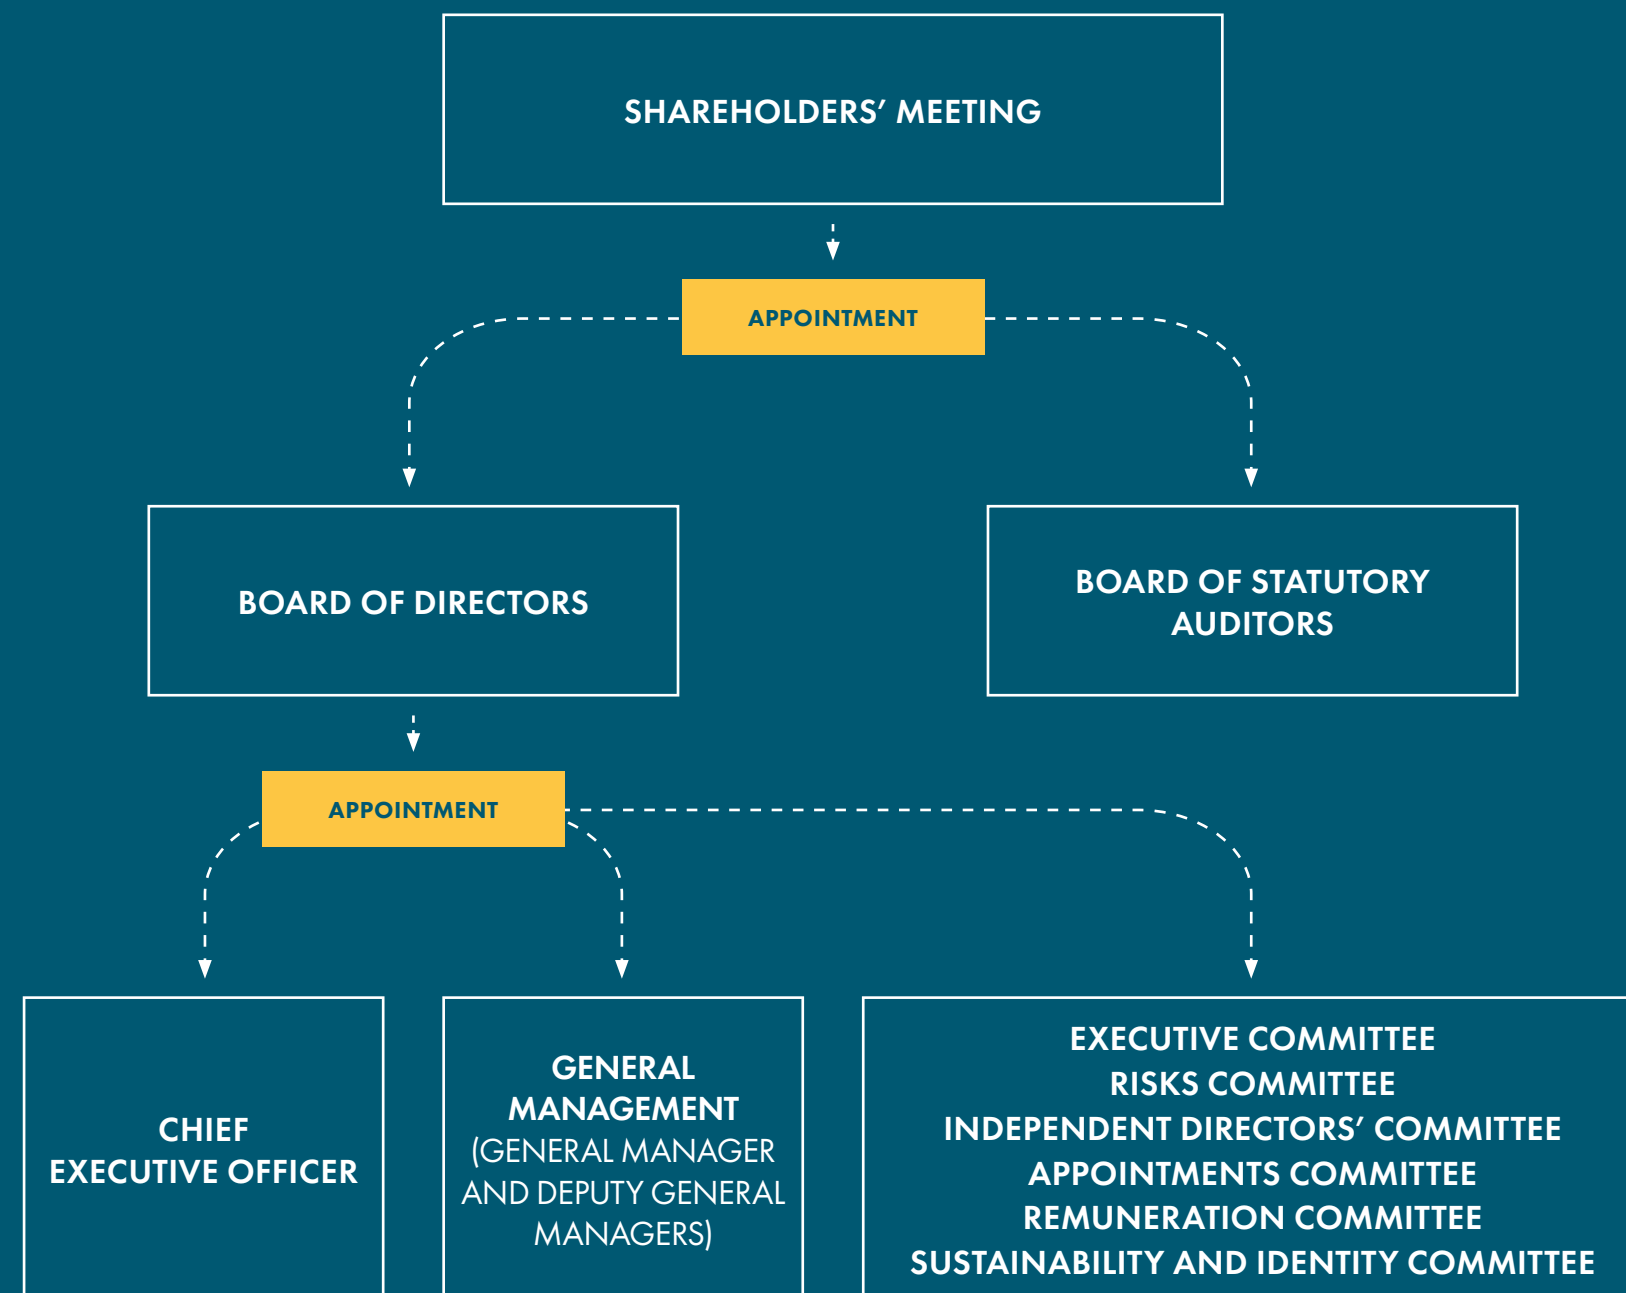 SHAREHOLDERS’ MEETING
APPOINTMENT
BOARD OF DIRECTORS
BOARD OF STATUTORY
AUDITORS
APPOINTMENT
CHIEF
EXECUTIVE OFFICER
GENERAL
MANAGEMENT
(GENERAL MANAGER
AND DEPUTY GENERAL
MANAGERS)
EXECUTIVE COMMITTEE
RISKS COMMITTEE
INDEPENDENT DIRECTORS’ COMMITTEE
APPOINTMENTS COMMITTEE
REMUNERATION COMMITTEE
SUSTAINABILITY AND IDENTITY COMMITTEE